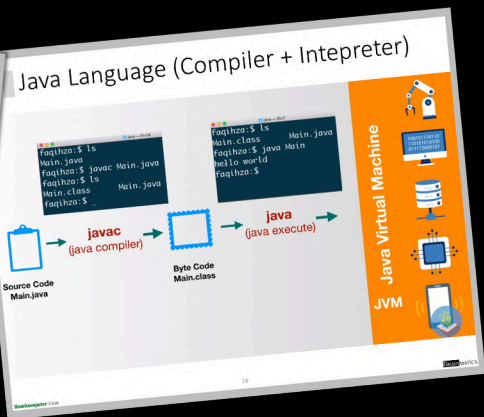 Java Language (Compiler + Intepreter)
faqihza:$ ls
Main.java
faqihza:$ javac Main.java
faqihza:$ ls
Main.class Main.java
faqihza:$ _
faqihza:$ ls
Main.class Main.java
faqihza:$ java Main
hello world
faqihza:$
javac
(java compiler)
java
(java execute)
Source Code
Main.java
Byte Code
Main.class
Java Virtual Machine
JVM
16